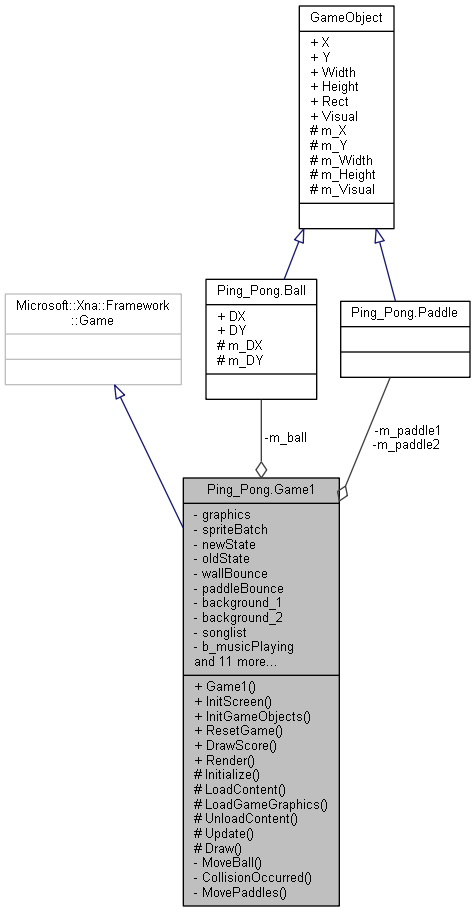 GameObject
+ X
+ Y
+ Width
+ Height
+ Rect
+ Visual
# m_X
# m_Y
# m_Width
# m_Height
# m_Visual
Microsoft::Xna::Framework
::Game
Ping_Pong.Ball
+ DX
+ DY
# m_DX
# m_DY
Ping_Pong.Paddle
-m_ball
-m_paddle1
-m_paddle2
Ping_Pong.Game1
- graphics
- spriteBatch
- newState
- oldState
- wallBounce
- paddleBounce
- background_1
- background_2
- songlist
- b_musicPlaying
and 11 more...
+ Game1()
+ InitScreen()
+ InitGameObjects()
+ ResetGame()
+ DrawScore()
+ Render()
# Initialize()
# LoadContent()
# LoadGameGraphics()
# UnloadContent()
# Update()
# Draw()
- MoveBall()
- CollisionOccurred()
- MovePaddles()